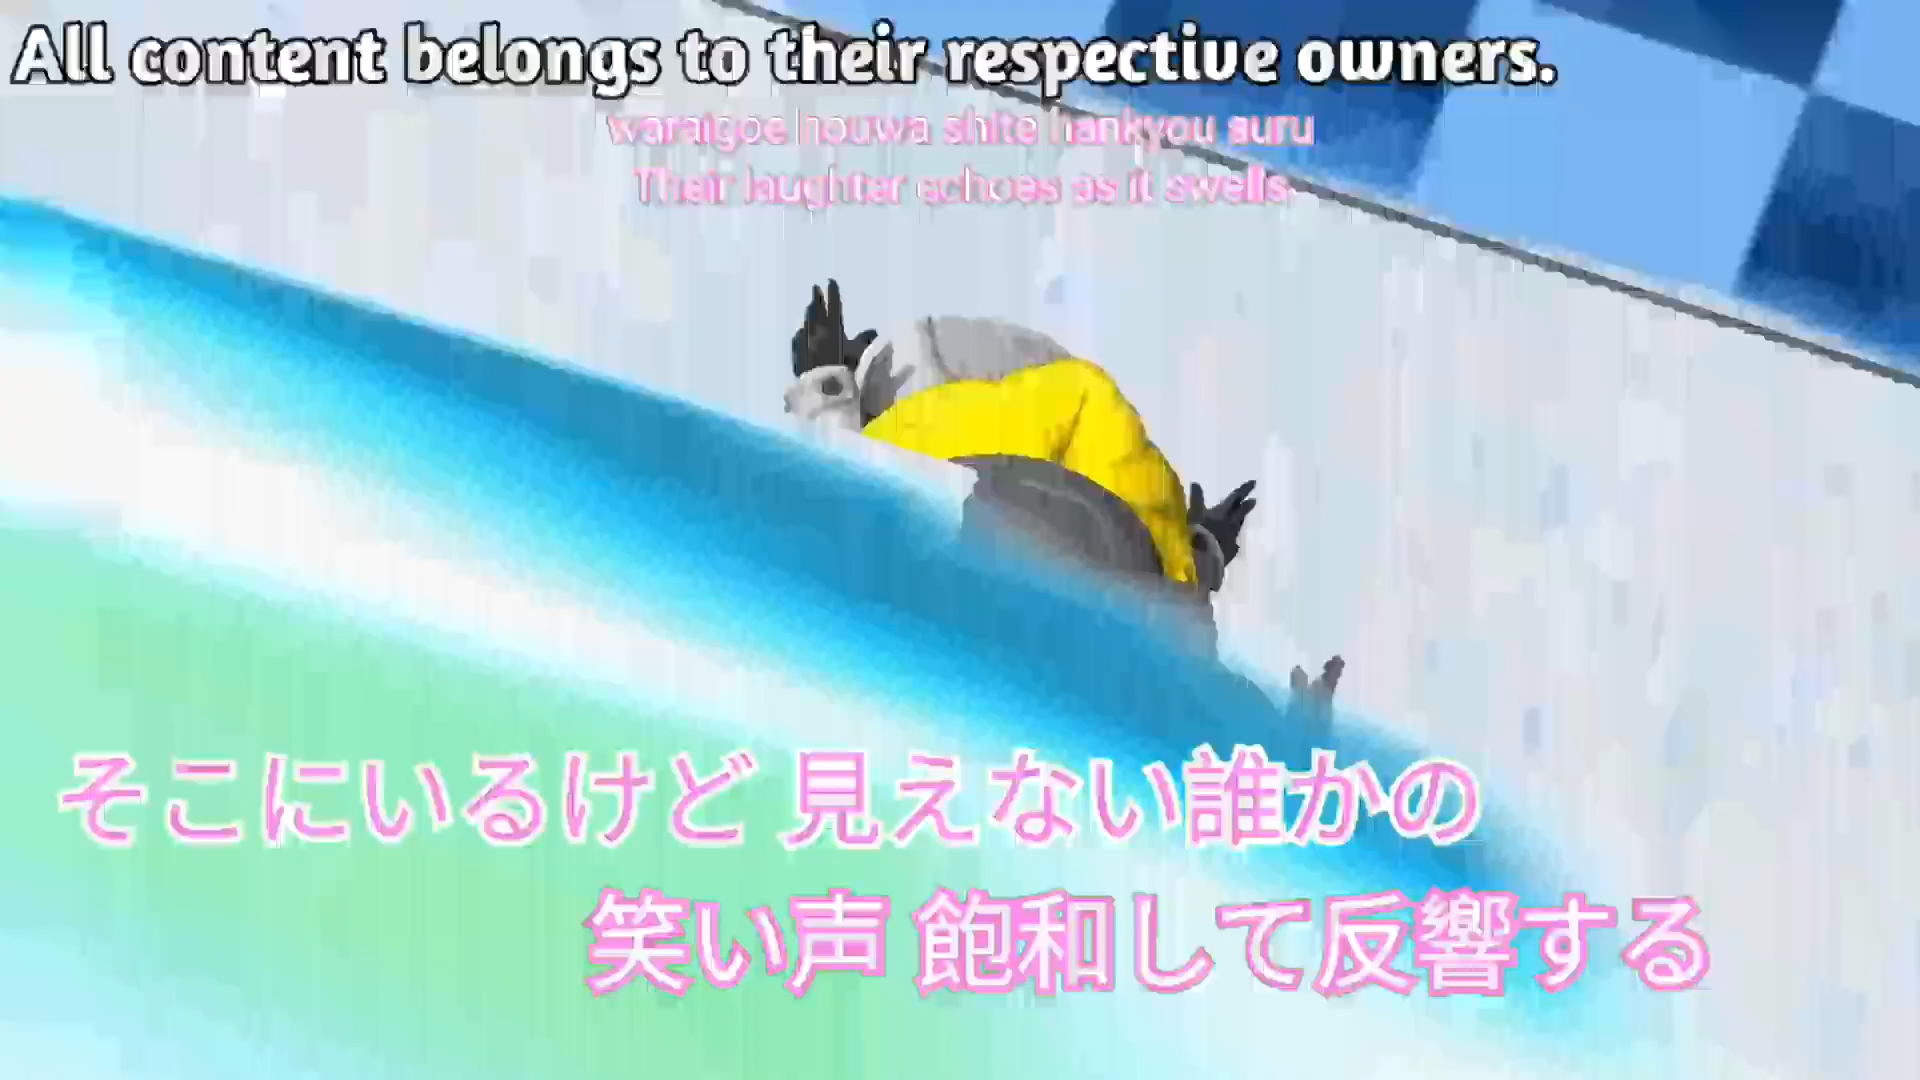 All content belongs to their respective owners.
waraigoe houwa shite hankyou suru
Their laughter echoes as it swells
そこにいるけど 見えない誰かの
笑い声 飽和して反響する